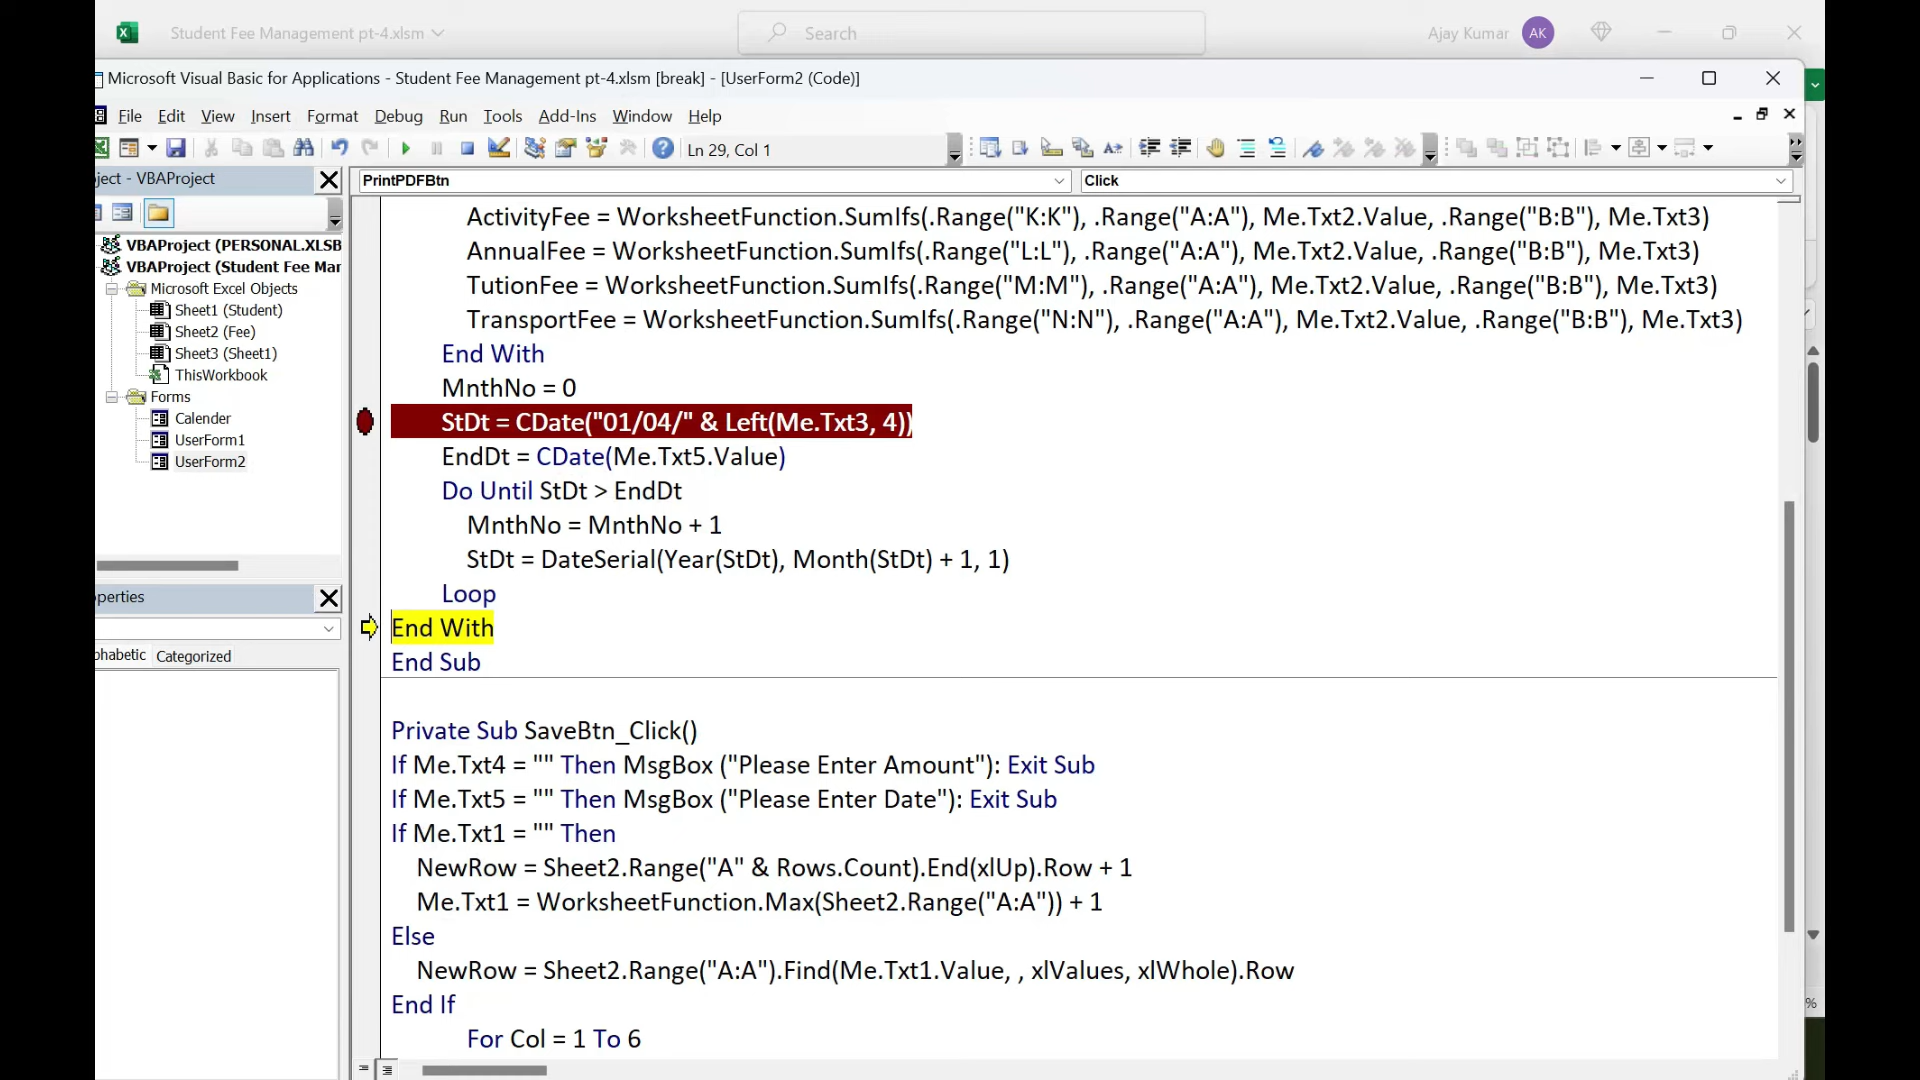 Student Fee Management pt-4.xlsm
Search
Ajay Kumar
AK
Microsoft Visual Basic for Applications - Student Fee Management pt-4.xlsm [break] - [UserForm2 (Code)]
File Edit View Insert Format Debug Run Tools Add-Ins Window Help
Ln 29, Col 1
ject - VBAProject
PrintPDFBtn
Click
VBAProject (PERSONAL.XLSB
VBAProject (Student Fee Mar
Microsoft Excel Objects
Sheet1 (Student)
Sheet2 (Fee)
Sheet3 (Sheet1)
ThisWorkbook
Forms
Calender
UserForm1
UserForm2
perties
phabetic Categorized
ActivityFee = WorksheetFunction.SumIfs(.Range("K:K"), .Range("A:A"), Me.Txt2.Value, .Range("B:B"), Me.Txt3)
AnnualFee = WorksheetFunction.SumIfs(.Range("L:L"), .Range("A:A"), Me.Txt2.Value, .Range("B:B"), Me.Txt3)
TutionFee = WorksheetFunction.SumIfs(.Range("M:M"), .Range("A:A"), Me.Txt2.Value, .Range("B:B"), Me.Txt3)
TransportFee = WorksheetFunction.SumIfs(.Range("N:N"), .Range("A:A"), Me.Txt2.Value, .Range("B:B"), Me.Txt3)
End With
MnthNo = 0
StDt = CDate("01/04/" & Left(Me.Txt3, 4))
EndDt = CDate(Me.Txt5.Value)
Do Until StDt > EndDt
MnthNo = MnthNo + 1
StDt = DateSerial(Year(StDt), Month(StDt) + 1, 1)
Loop
End With
End Sub
Private Sub SaveBtn_Click()
If Me.Txt4 = "" Then MsgBox ("Please Enter Amount"): Exit Sub
If Me.Txt5 = "" Then MsgBox ("Please Enter Date"): Exit Sub
If Me.Txt1 = "" Then
NewRow = Sheet2.Range("A" & Rows.Count).End(xlUp).Row + 1
Me.Txt1 = WorksheetFunction.Max(Sheet2.Range("A:A")) + 1
Else
NewRow = Sheet2.Range("A:A").Find(Me.Txt1.Value, , xlValues, xlWhole).Row
End If
For Col = 1 To 6
%